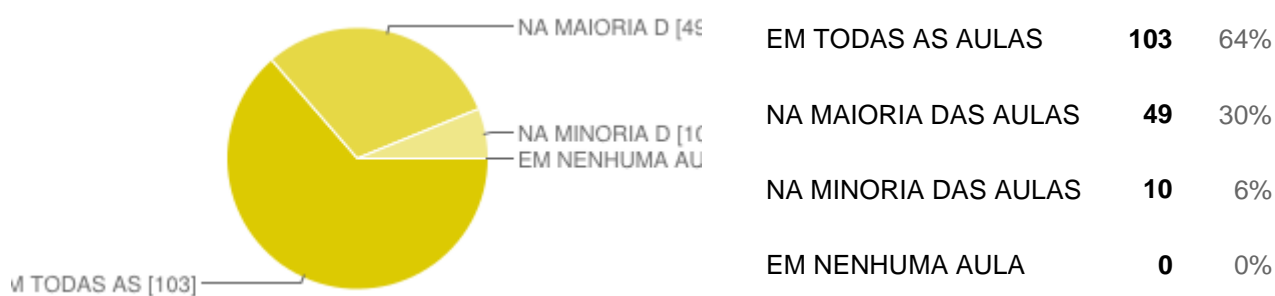 NA MAIORIA D [49
NA MINORIA D [10
EM NENHUMA AU
M TODAS AS [103]
EM TODAS AS AULAS 103 64%
NA MAIORIA DAS AULAS 49 30%
NA MINORIA DAS AULAS 10 6%
EM NENHUMA AULA 0 0%